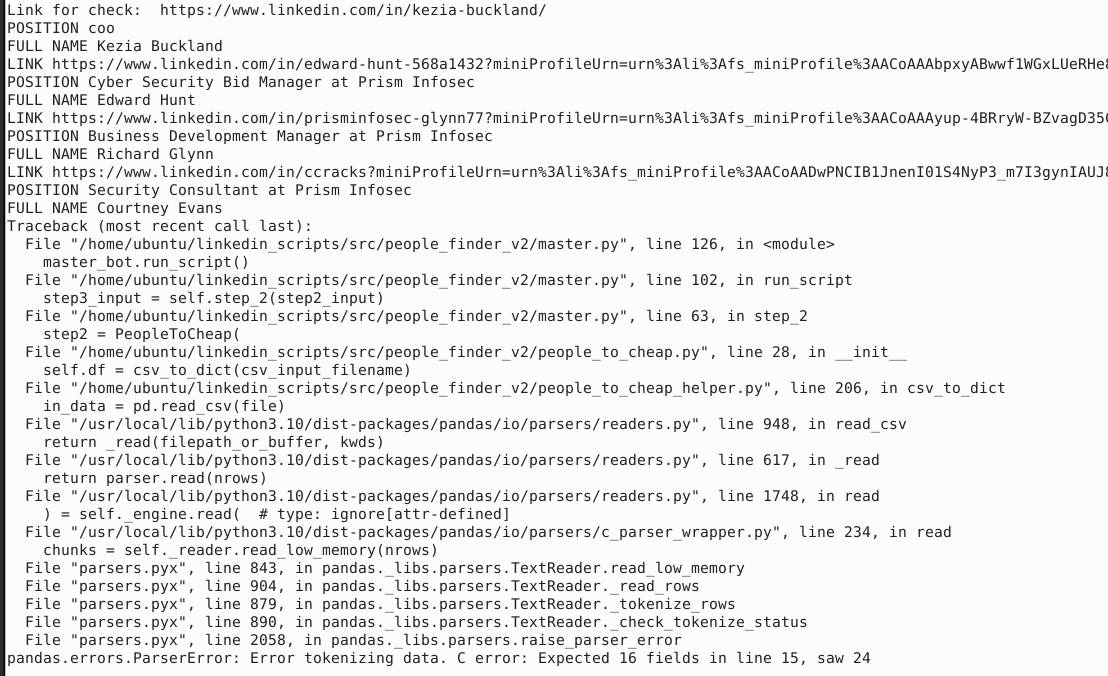 Link for check:  https://www.linkedin.com/in/kezia-buckland/
POSITION coo
FULL NAME Kezia Buckland
LINK https://www.linkedin.com/in/edward-hunt-568a1432?miniProfileUrn=urn%3Ali%3Afs_miniProfile%3AACoAAAbpxyABwwf1WGxLUeRHe8
POSITION Cyber Security Bid Manager at Prism Infosec
FULL NAME Edward Hunt
LINK https://www.linkedin.com/in/prisminfosec-glynn77?miniProfileUrn=urn%3Ali%3Afs_miniProfile%3AACoAAAyup-4BRryW-BZvagD35
POSITION Business Development Manager at Prism Infosec
FULL NAME Richard Glynn
LINK https://www.linkedin.com/in/ccracks?miniProfileUrn=urn%3Ali%3Afs_miniProfile%3AACoAADwPNCIB1JnenI01S4NyP3_m7I3gynIAUJ8
POSITION Security Consultant at Prism Infosec
FULL NAME Courtney Evans
Traceback (most recent call last):
  File "/home/ubuntu/linkedin_scripts/src/people_finder_v2/master.py", line 126, in <module>
    master_bot.run_script()
  File "/home/ubuntu/linkedin_scripts/src/people_finder_v2/master.py", line 102, in run_script
    step3_input = self.step_2(step2_input)
  File "/home/ubuntu/linkedin_scripts/src/people_finder_v2/master.py", line 63, in step_2
    step2 = PeopleToCheap(
  File "/home/ubuntu/linkedin_scripts/src/people_finder_v2/people_to_cheap.py", line 28, in __init__
    self.df = csv_to_dict(csv_input_filename)
  File "/home/ubuntu/linkedin_scripts/src/people_finder_v2/people_to_cheap_helper.py", line 206, in csv_to_dict
    in_data = pd.read_csv(file)
  File "/usr/local/lib/python3.10/dist-packages/pandas/io/parsers/readers.py", line 948, in read_csv
    return _read(filepath_or_buffer, kwds)
  File "/usr/local/lib/python3.10/dist-packages/pandas/io/parsers/readers.py", line 617, in _read
    return parser.read(nrows)
  File "/usr/local/lib/python3.10/dist-packages/pandas/io/parsers/readers.py", line 1748, in read
    ) = self._engine.read(  # type: ignore[attr-defined]
  File "/usr/local/lib/python3.10/dist-packages/pandas/io/parsers/c_parser_wrapper.py", line 234, in read
    chunks = self._reader.read_low_memory(nrows)
  File "parsers.pyx", line 843, in pandas._libs.parsers.TextReader.read_low_memory
  File "parsers.pyx", line 904, in pandas._libs.parsers.TextReader._read_rows
  File "parsers.pyx", line 879, in pandas._libs.parsers.TextReader._tokenize_rows
  File "parsers.pyx", line 890, in pandas._libs.parsers.TextReader._check_tokenize_status
  File "parsers.pyx", line 2058, in pandas._libs.parsers.raise_parser_error
pandas.errors.ParserError: Error tokenizing data. C error: Expected 16 fields in line 15, saw 24